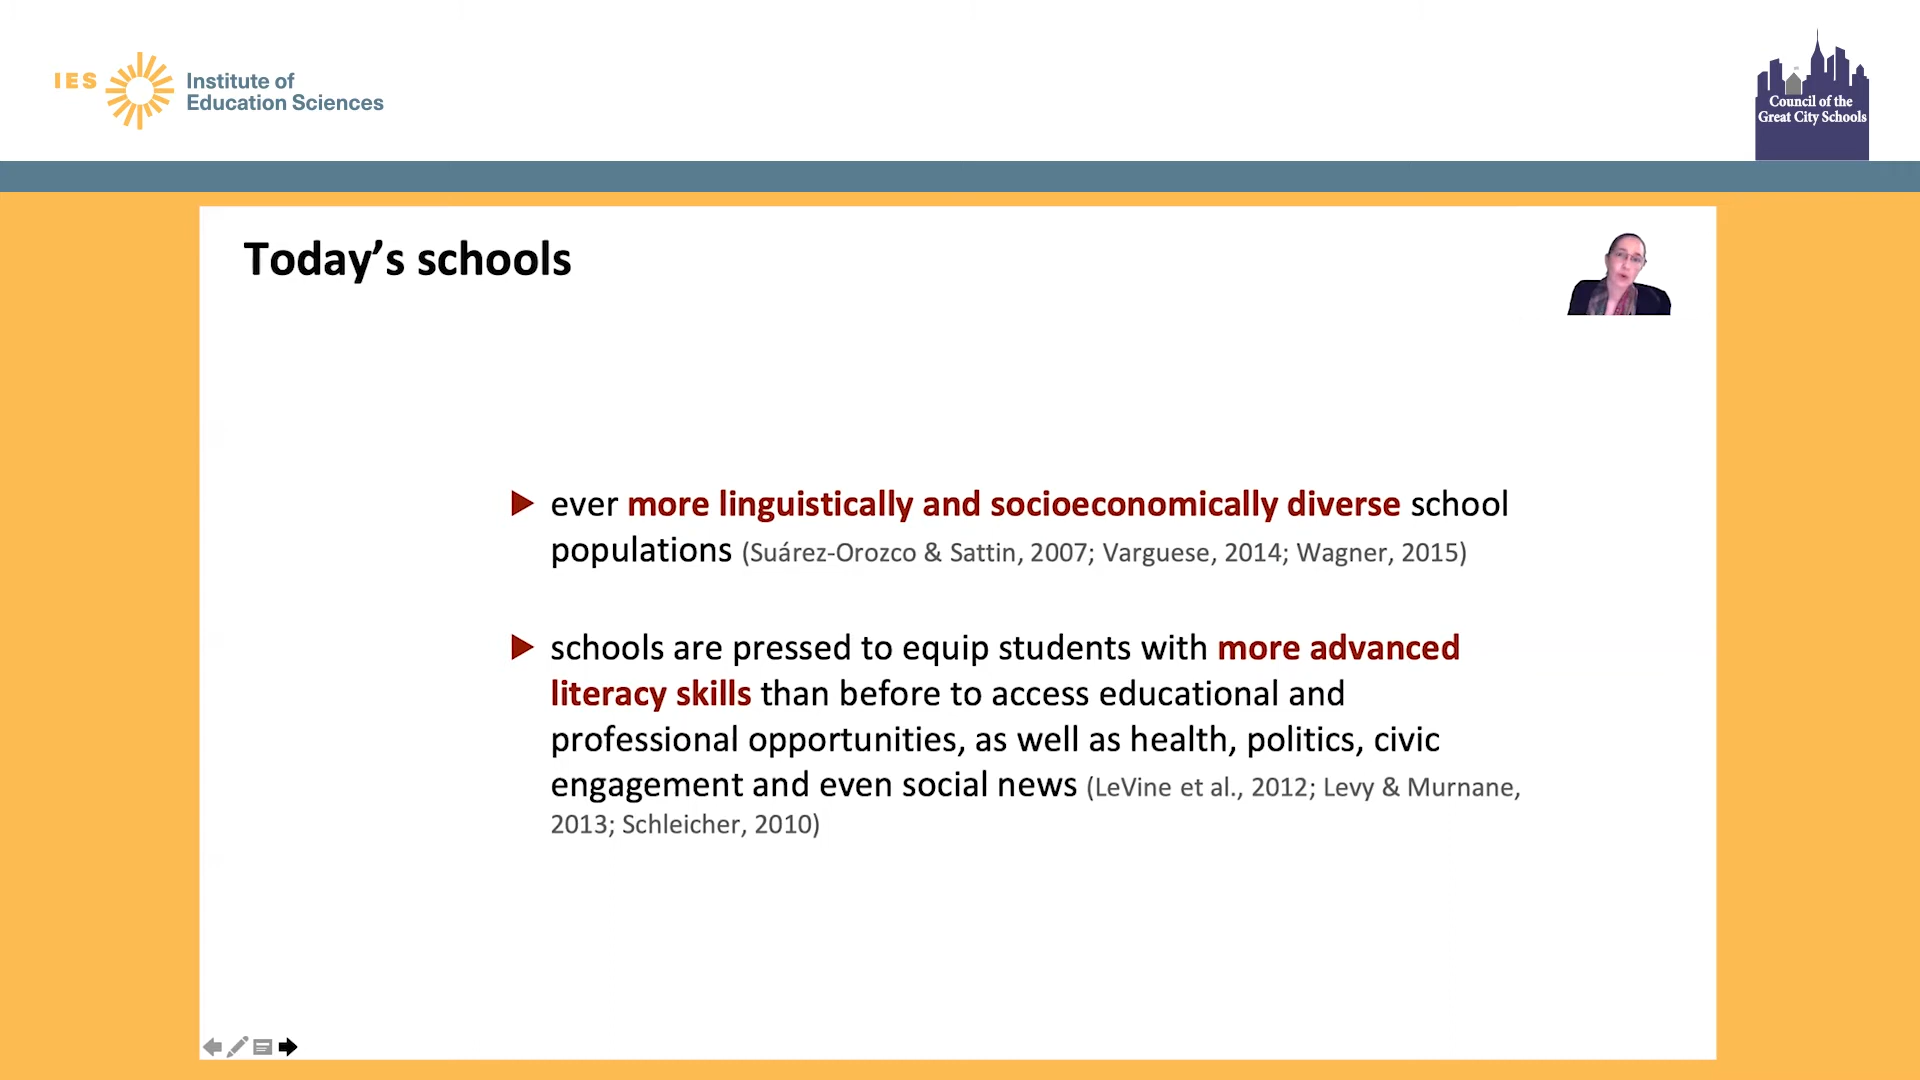 IES
Institute of
Education Sciences
Council of the
Great City Schools
Today’s schools
ever more linguistically and socioeconomically diverse school
populations (Suárez-Orozco & Sattin, 2007; Varguese, 2014; Wagner, 2015)
schools are pressed to equip students with more advanced
literacy skills than before to access educational and
professional opportunities, as well as health, politics, civic
engagement and even social news (LeVine et al., 2012; Levy & Murnane,
2013; Schleicher, 2010)